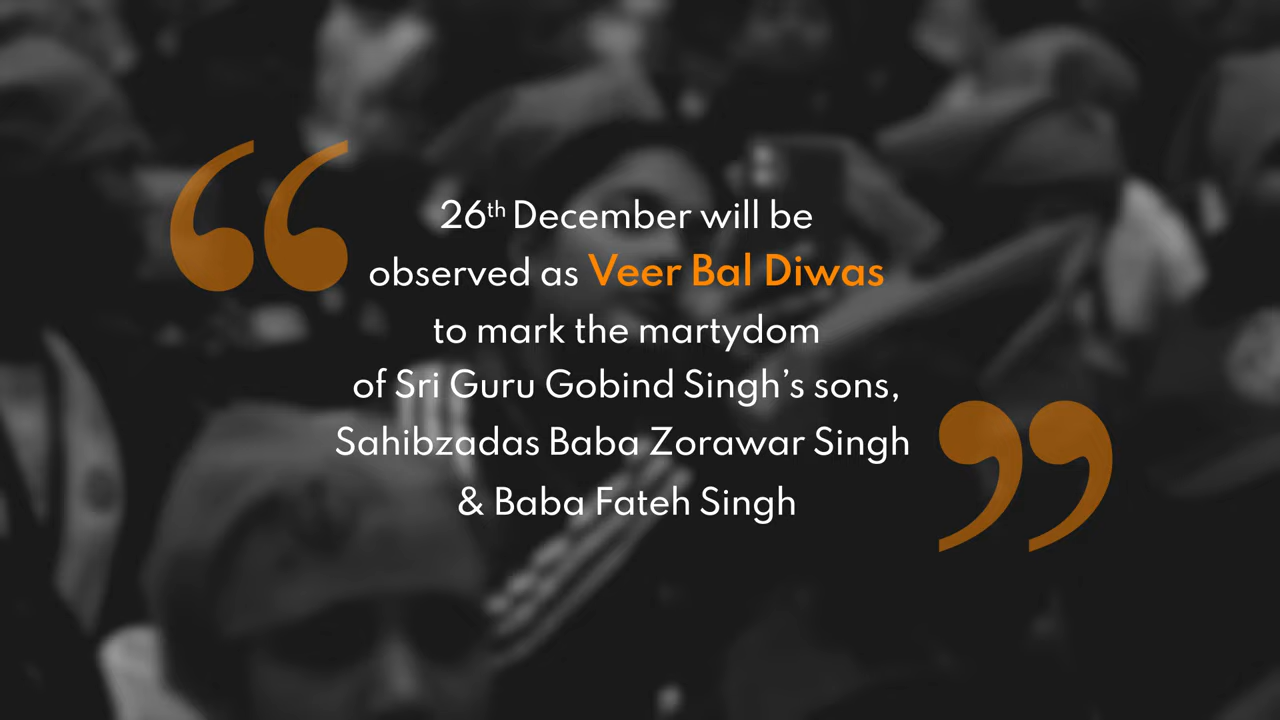 “
26th December will be
observed as Veer Bal Diwas
to mark the martydom
of Sri Guru Gobind Singh’s sons,
Sahibzadas Baba Zorawar Singh
& Baba Fateh Singh
”